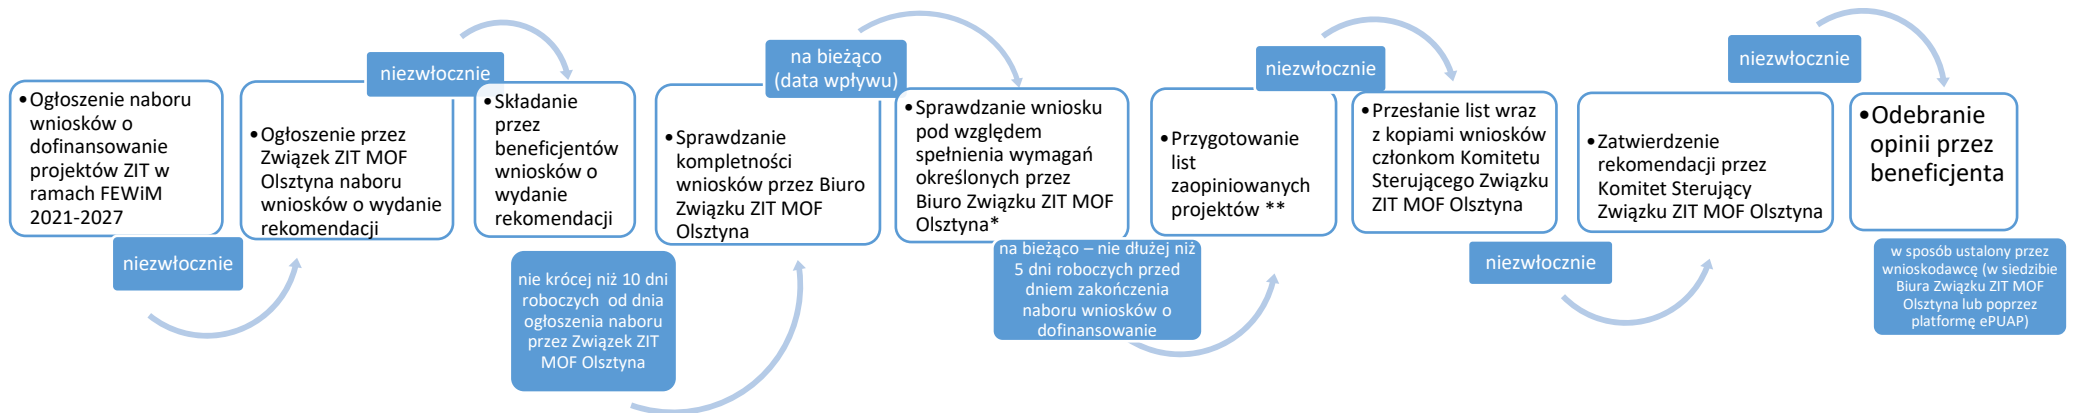 •Ogłoszenie naboru
wniosków o
dofinansowanie
projektów ZIT w
ramach FEWiM
2021-2027
niezwłocznie
•Ogłoszenie przez
Związek ZIT MOF
Olsztyna naboru
wniosków o wydanie
rekomendacji
niezwłocznie
•Składanie
przez
beneficjentów
wniosków o
wydanie
rekomendacji
nie krócej niż 10 dni
roboczych od dnia
ogłoszenia naboru
przez Związek ZIT
MOF Olsztyna
•Sprawdzanie
kompletności
wniosków przez Biuro
Związku ZIT MOF
Olsztyna
na bieżąco
(data wpływu)
•Sprawdzanie wniosku
pod względem
spełnienia wymagań
określonych przez
Biuro Związku ZIT MOF
Olsztyna*
na bieżąco – nie dłużej niż
5 dni roboczych przed
dniem zakończenia
naboru wniosków o
dofinansowanie
•Przygotowanie
list
zaopiniowanych
projektów **
niezwłocznie
•Przesłanie list wraz
z kopiami wniosków
członkom Komitetu
Sterującego Związku
ZIT MOF Olsztyna
niezwłocznie
•Zatwierdzenie
rekomendacji przez
Komitet Sterujący
Związku ZIT MOF Olsztyna
niezwłocznie
•Odebranie
opinii przez
beneficjenta
w sposób ustalony przez
wnioskodawcę (w siedzibie
Biura Związku ZIT MOF
Olsztyna lub poprzez
platformę ePUAP)